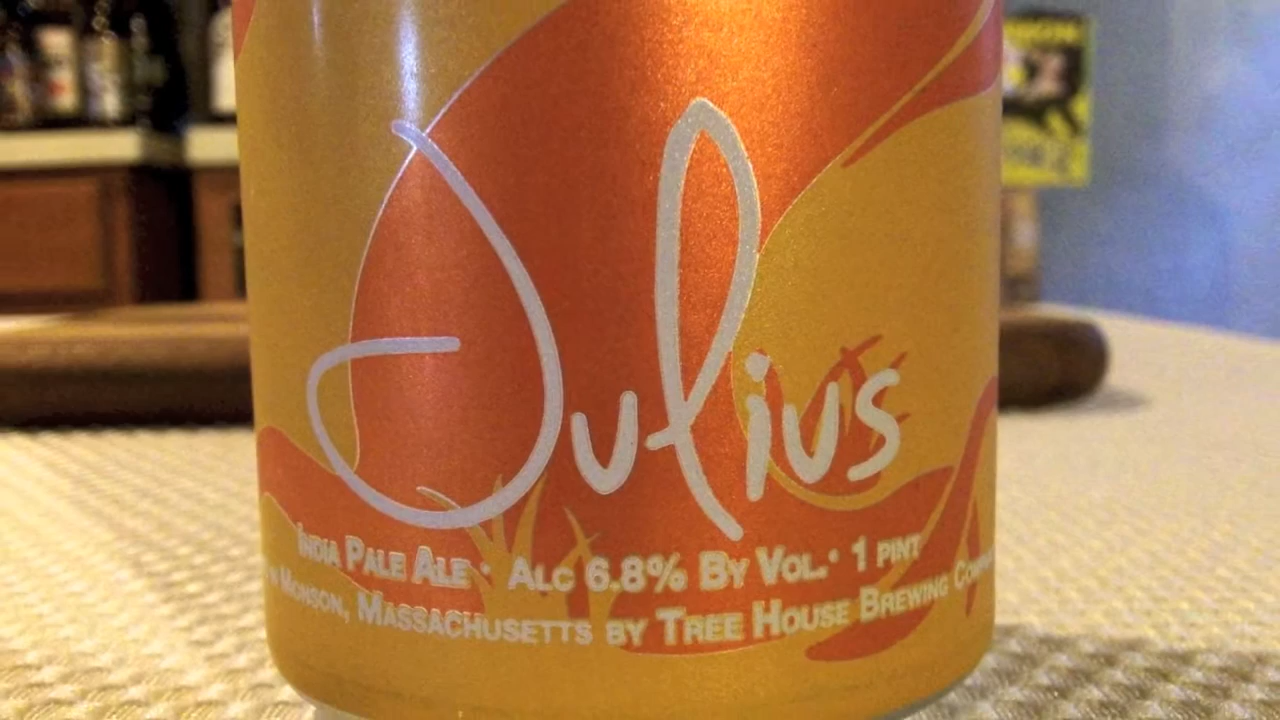 Julius
India Pale Ale · Alc 6.8% By Vol. · 1 pint
Monson, Massachusetts by Tree House Brewing